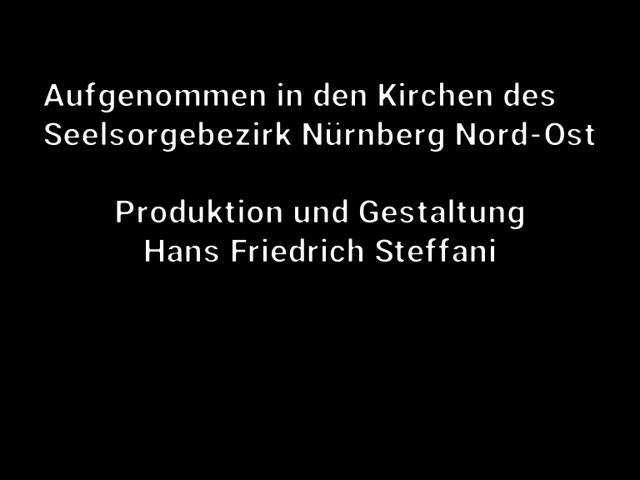 Aufgenommen in den Kirchen des
Seelsorgebezirk Nürnberg Nord-Ost
Produktion und Gestaltung
Hans Friedrich Steffani